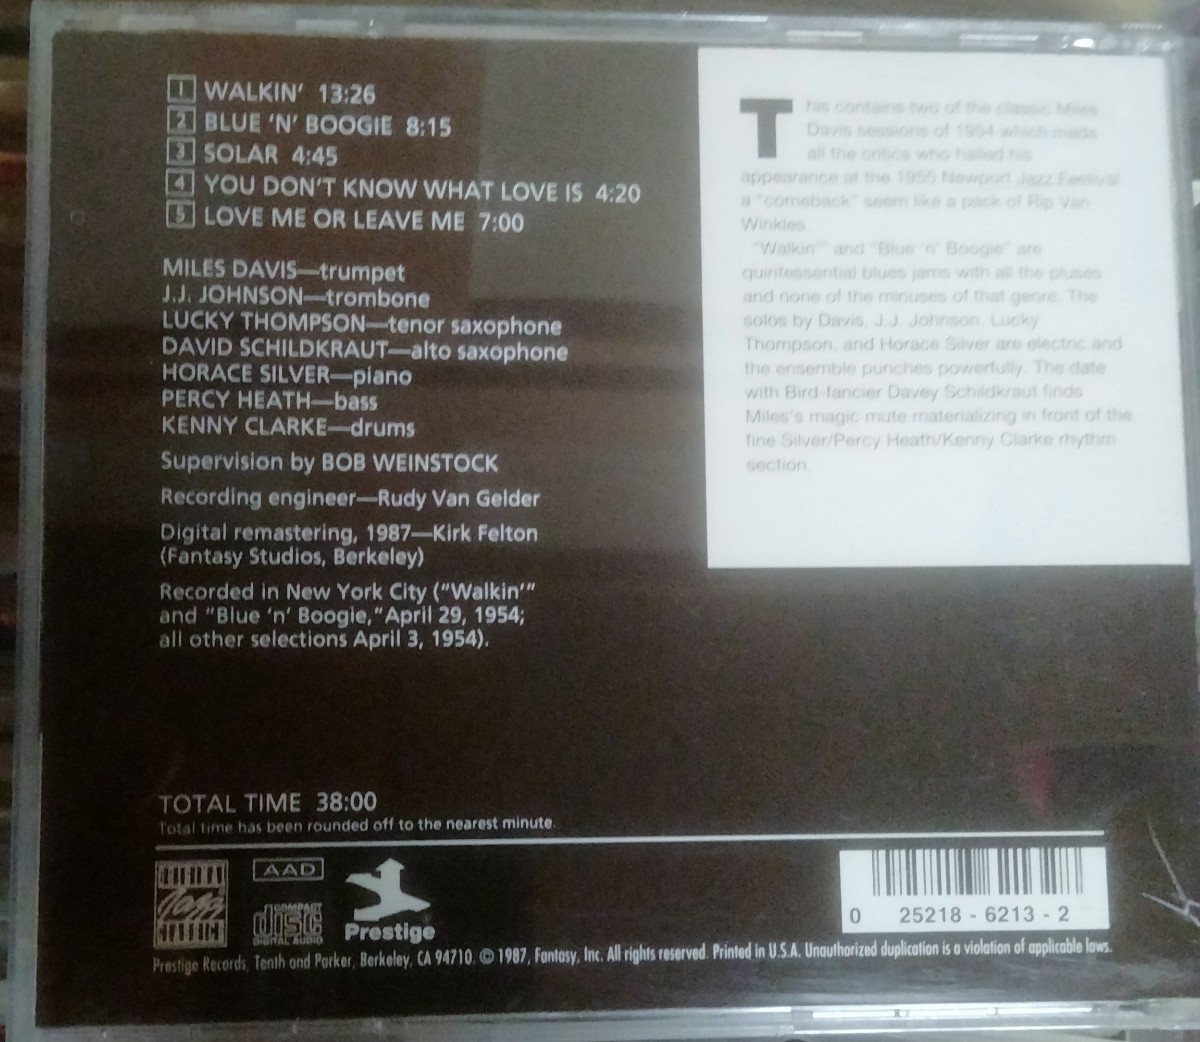 1 WALKIN' 13:26
2 BLUE 'N' BOOGIE 8:15
3 SOLAR 4:45
4 YOU DON'T KNOW WHAT LOVE IS 4:20
5 LOVE ME OR LEAVE ME 7:00
MILES DAVIS—trumpet
J.J. JOHNSON—trombone
LUCKY THOMPSON—tenor saxophone
DAVID SCHILDKRAUT—alto saxophone
HORACE SILVER—piano
PERCY HEATH—bass
KENNY CLARKE—drums
Supervision by BOB WEINSTOCK
Recording engineer—Rudy Van Gelder
Digital remastering, 1987—Kirk Felton
(Fantasy Studios, Berkeley)
Recorded in New York City ("Walkin'"
and "Blue 'n' Boogie," April 29, 1954;
all other selections April 3, 1954).
This contains two of the classic Miles
Davis sessions of 1954 which made
all the critics who hailed his
appearance at the 1955 Newport Jazz Festival
a "comeback" seem like a pack of Rip Van
Winkles.
"Walkin'" and "Blue 'n' Boogie" are
quintessential blues jams with all the pluses
and none of the minuses of that genre. The
solos by Davis, J.J. Johnson, Lucky
Thompson, and Horace Silver are electric and
the ensemble punches powerfully. The date
with Bird-fancier Davey Schildkraut finds
Miles's magic mute materializing in front of the
fine Silver/Percy Heath/Kenny Clarke rhythm
section.
TOTAL TIME 38:00
Total time has been rounded off to the nearest minute.
ORIGINAL
Jazz
CLASSICS
AAD
COMPACT
disc
DIGITAL AUDIO
Prestige
0 25218 - 6213 - 2
Prestige Records, Tenth and Parker, Berkeley, CA 94710. © 1987, Fantasy, Inc. All rights reserved. Printed in U.S.A. Unauthorized duplication is a violation of applicable laws.